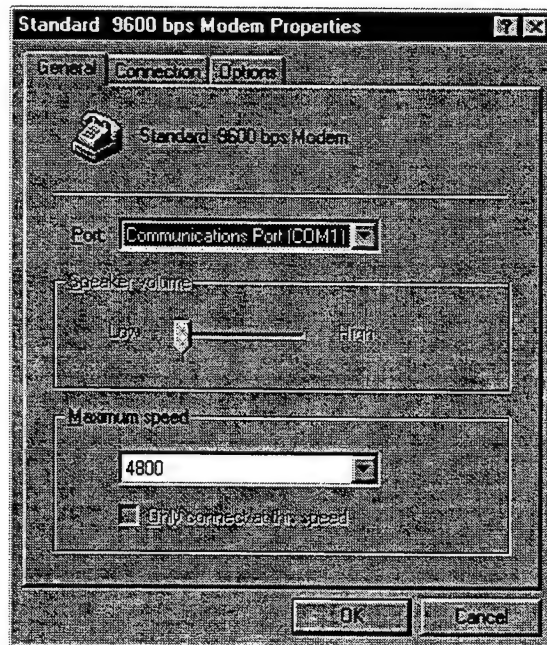 Standard 9600 bps Modem Properties
General Connection Options
Standard 9600 bps Modem
Port: Communications Port (COM1)
Speaker volume
Low High
Maximum speed
4800
Only connect at this speed
OK Cancel